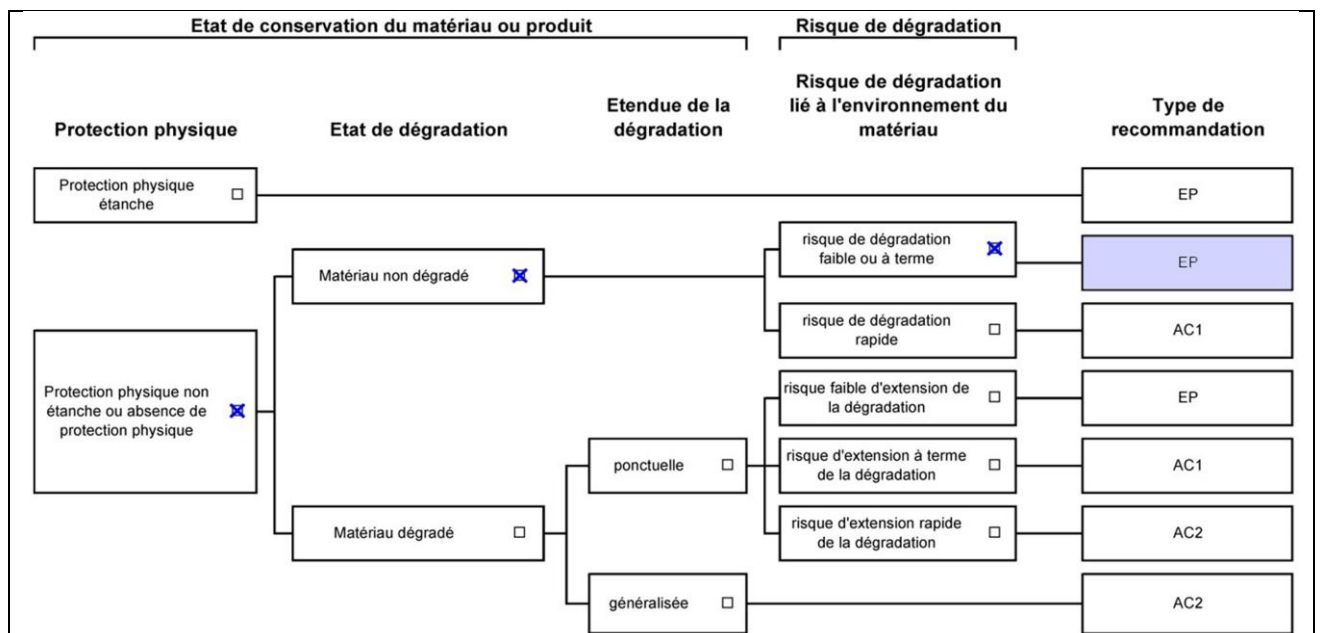 Etat de conservation du matériau ou produit
Risque de dégradation
Protection physique
Etat de dégradation
Etendue de la
dégradation
Risque de dégradation
lié à l'environnement du
matériau
Type de
recommandation
Protection physique
étanche
EP
Matériau non dégradé
risque de dégradation
faible ou à terme
EP
risque de dégradation
rapide
AC1
Protection physique non
étanche ou absence de
protection physique
risque faible d'extension de
la dégradation
EP
ponctuelle
risque d'extension à terme
de la dégradation
AC1
Matériau dégradé
risque d'extension rapide
de la dégradation
AC2
généralisée
AC2